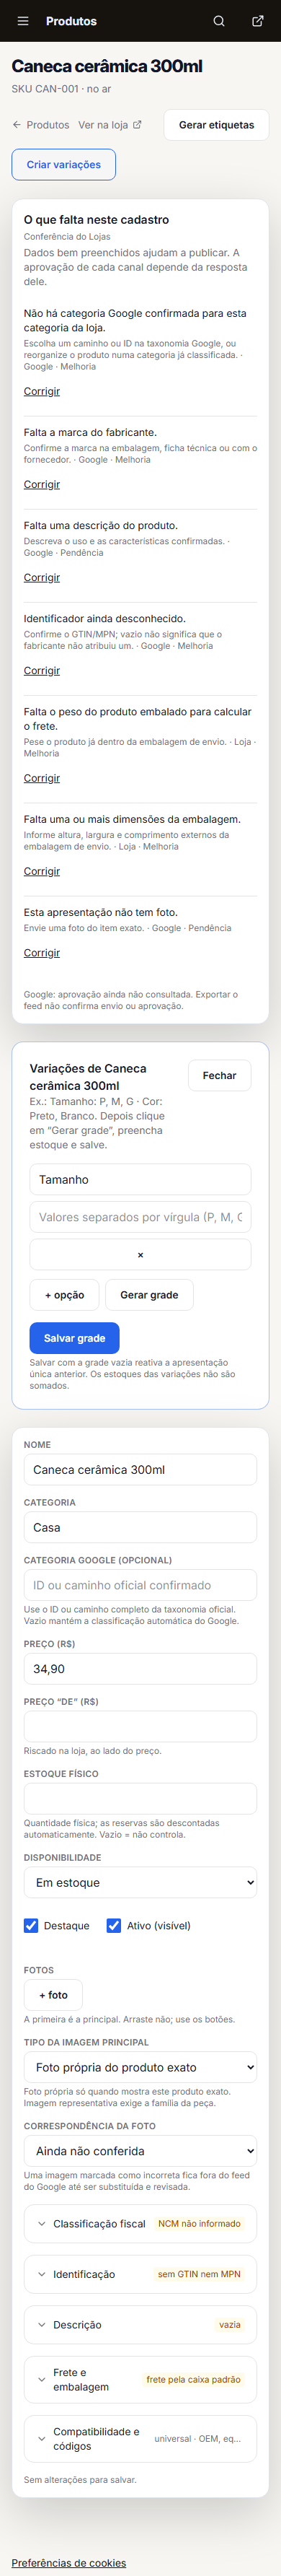 Produtos
Caneca cerâmica 300ml
SKU CAN-001 · no ar
Produtos Ver na loja Gerar etiquetas
Criar variações
O que falta neste cadastro
Conferência do Lojas
Dados bem preenchidos ajudam a publicar. A
aprovação de cada canal depende da resposta
dele.
Não há categoria Google confirmada para esta
categoria da loja.
Escolha um caminho ou ID na taxonomia Google, ou
reorganize o produto numa categoria já classificada. ·
Google · Melhoria
Corrigir
Falta a marca do fabricante.
Confirme a marca na embalagem, ficha técnica ou com o
fornecedor. · Google · Melhoria
Corrigir
Falta uma descrição do produto.
Descreva o uso e as características confirmadas. ·
Google · Pendência
Corrigir
Identificador ainda desconhecido.
Confirme o GTIN/MPN; vazio não significa que o
fabricante não atribuiu um. · Google · Melhoria
Corrigir
Falta o peso do produto embalado para calcular
o frete.
Pese o produto já dentro da embalagem de envio. · Loja ·
Melhoria
Corrigir
Falta uma ou mais dimensões da embalagem.
Informe altura, largura e comprimento externos da
embalagem de envio. · Loja · Melhoria
Corrigir
Esta apresentação não tem foto.
Envie uma foto do item exato. · Google · Pendência
Corrigir
Google: aprovação ainda não consultada. Exportar o
feed não confirma envio ou aprovação.
Variações de Caneca
cerâmica 300ml
Fechar
Ex.: Tamanho: P, M, G · Cor:
Preto, Branco. Depois clique
em “Gerar grade”, preencha
estoque e salve.
Tamanho
Valores separados por vírgula (P, M, G
×
+ opção Gerar grade
Salvar grade
Salvar com a grade vazia reativa a apresentação
única anterior. Os estoques das variações não são
somados.
NOME
Caneca cerâmica 300ml
CATEGORIA
Casa
CATEGORIA GOOGLE (OPCIONAL)
ID ou caminho oficial confirmado
Use o ID ou caminho completo da taxonomia oficial.
Vazio mantém a classificação automática do Google.
PREÇO (R$)
34,90
PREÇO “DE” (R$)
Riscado na loja, ao lado do preço.
ESTOQUE FÍSICO
Quantidade física; as reservas são descontadas
automaticamente. Vazio = não controla.
DISPONIBILIDADE
Em estoque
Destaque Ativo (visível)
FOTOS
+ foto
A primeira é a principal. Arraste não; use os botões.
TIPO DA IMAGEM PRINCIPAL
Foto própria do produto exato
Foto própria só quando mostra este produto exato.
Imagem representativa exige a família da peça.
CORRESPONDÊNCIA DA FOTO
Ainda não conferida
Uma imagem marcada como incorreta fica fora do feed
do Google até ser substituída e revisada.
Classificação fiscal NCM não informado
Identificação sem GTIN nem MPN
Descrição vazia
Frete e
embalagem
frete pela caixa padrão
Compatibilidade e
códigos
universal · OEM, eq...
Sem alterações para salvar.
Preferências de cookies